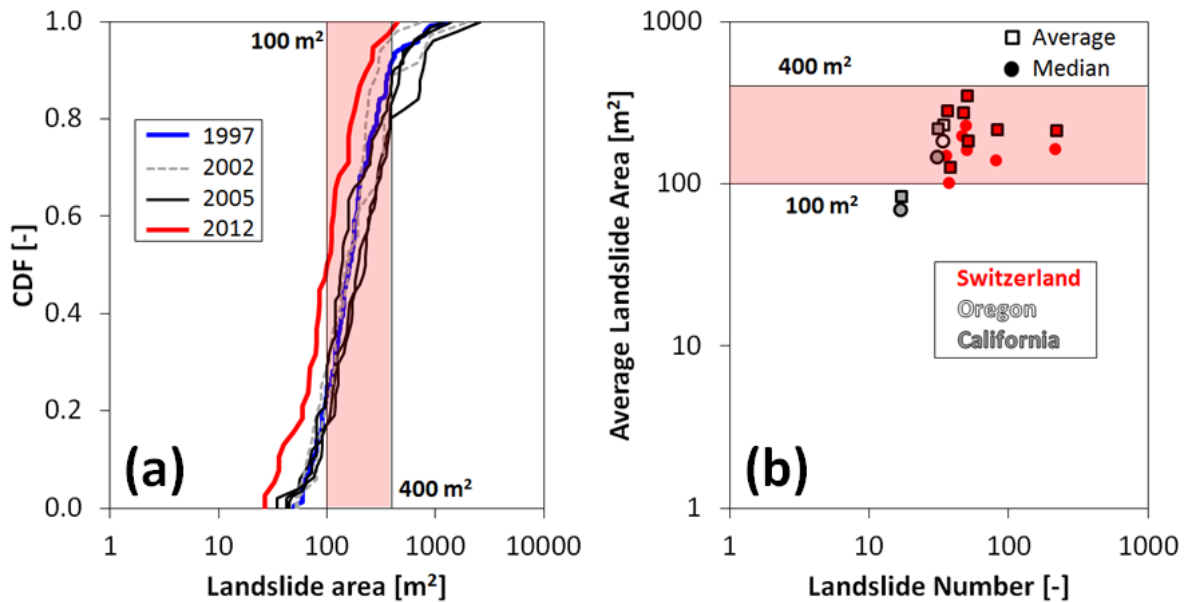 1.0
0.8
0.6
0.4
0.2
0.0
CDF [-]
100 m²
1997
2002
2005
2012
(a)
400 m²
1
10
100
1000
10000
Landslide area [m²]
1000
100
10
1
Average Landslide Area [m²]
Average
Median
400 m²
100 m²
Switzerland
Oregon
California
(b)
1
10
100
1000
Landslide Number [-]